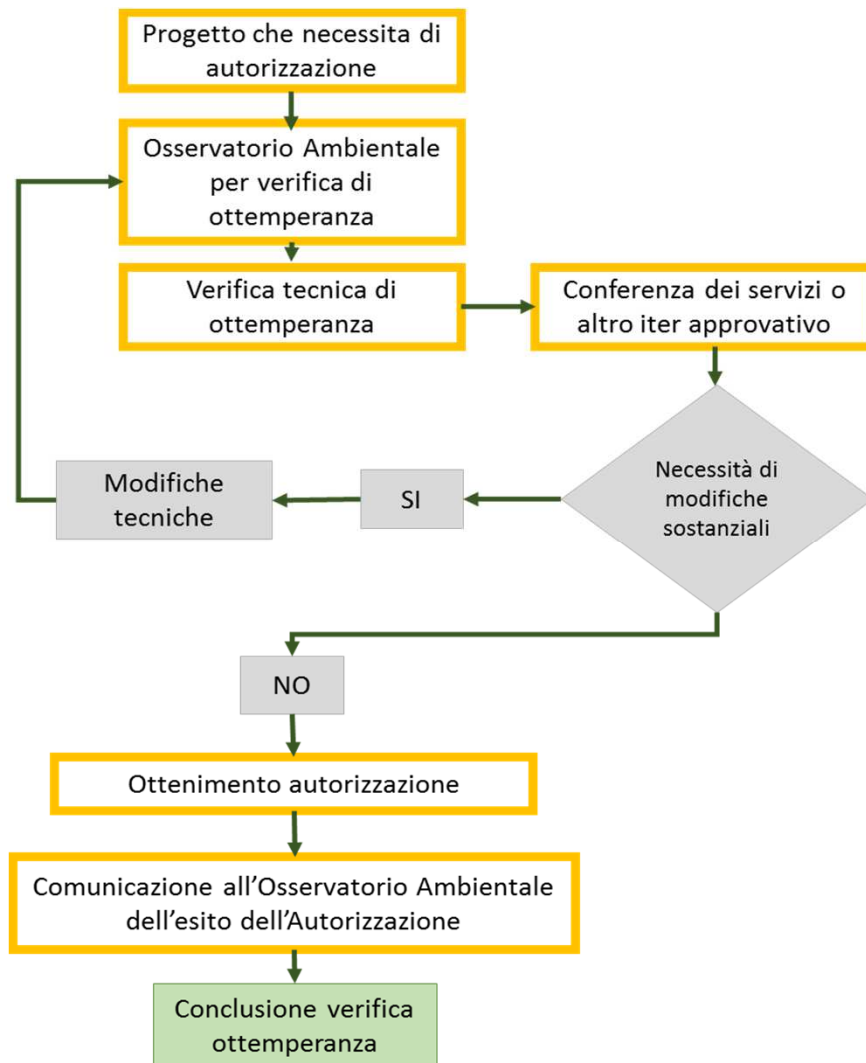 Progetto che necessita di
autorizzazione
Osservatorio Ambientale
per verifica di
ottemperanza
Verifica tecnica di
ottemperanza
Conferenza dei servizi o
altro iter approvativo
Necessità di
modifiche
sostanziali
SI
Modifiche
tecniche
NO
Ottenimento autorizzazione
Comunicazione all’Osservatorio Ambientale
dell’esito dell’Autorizzazione
Conclusione verifica
ottemperanza